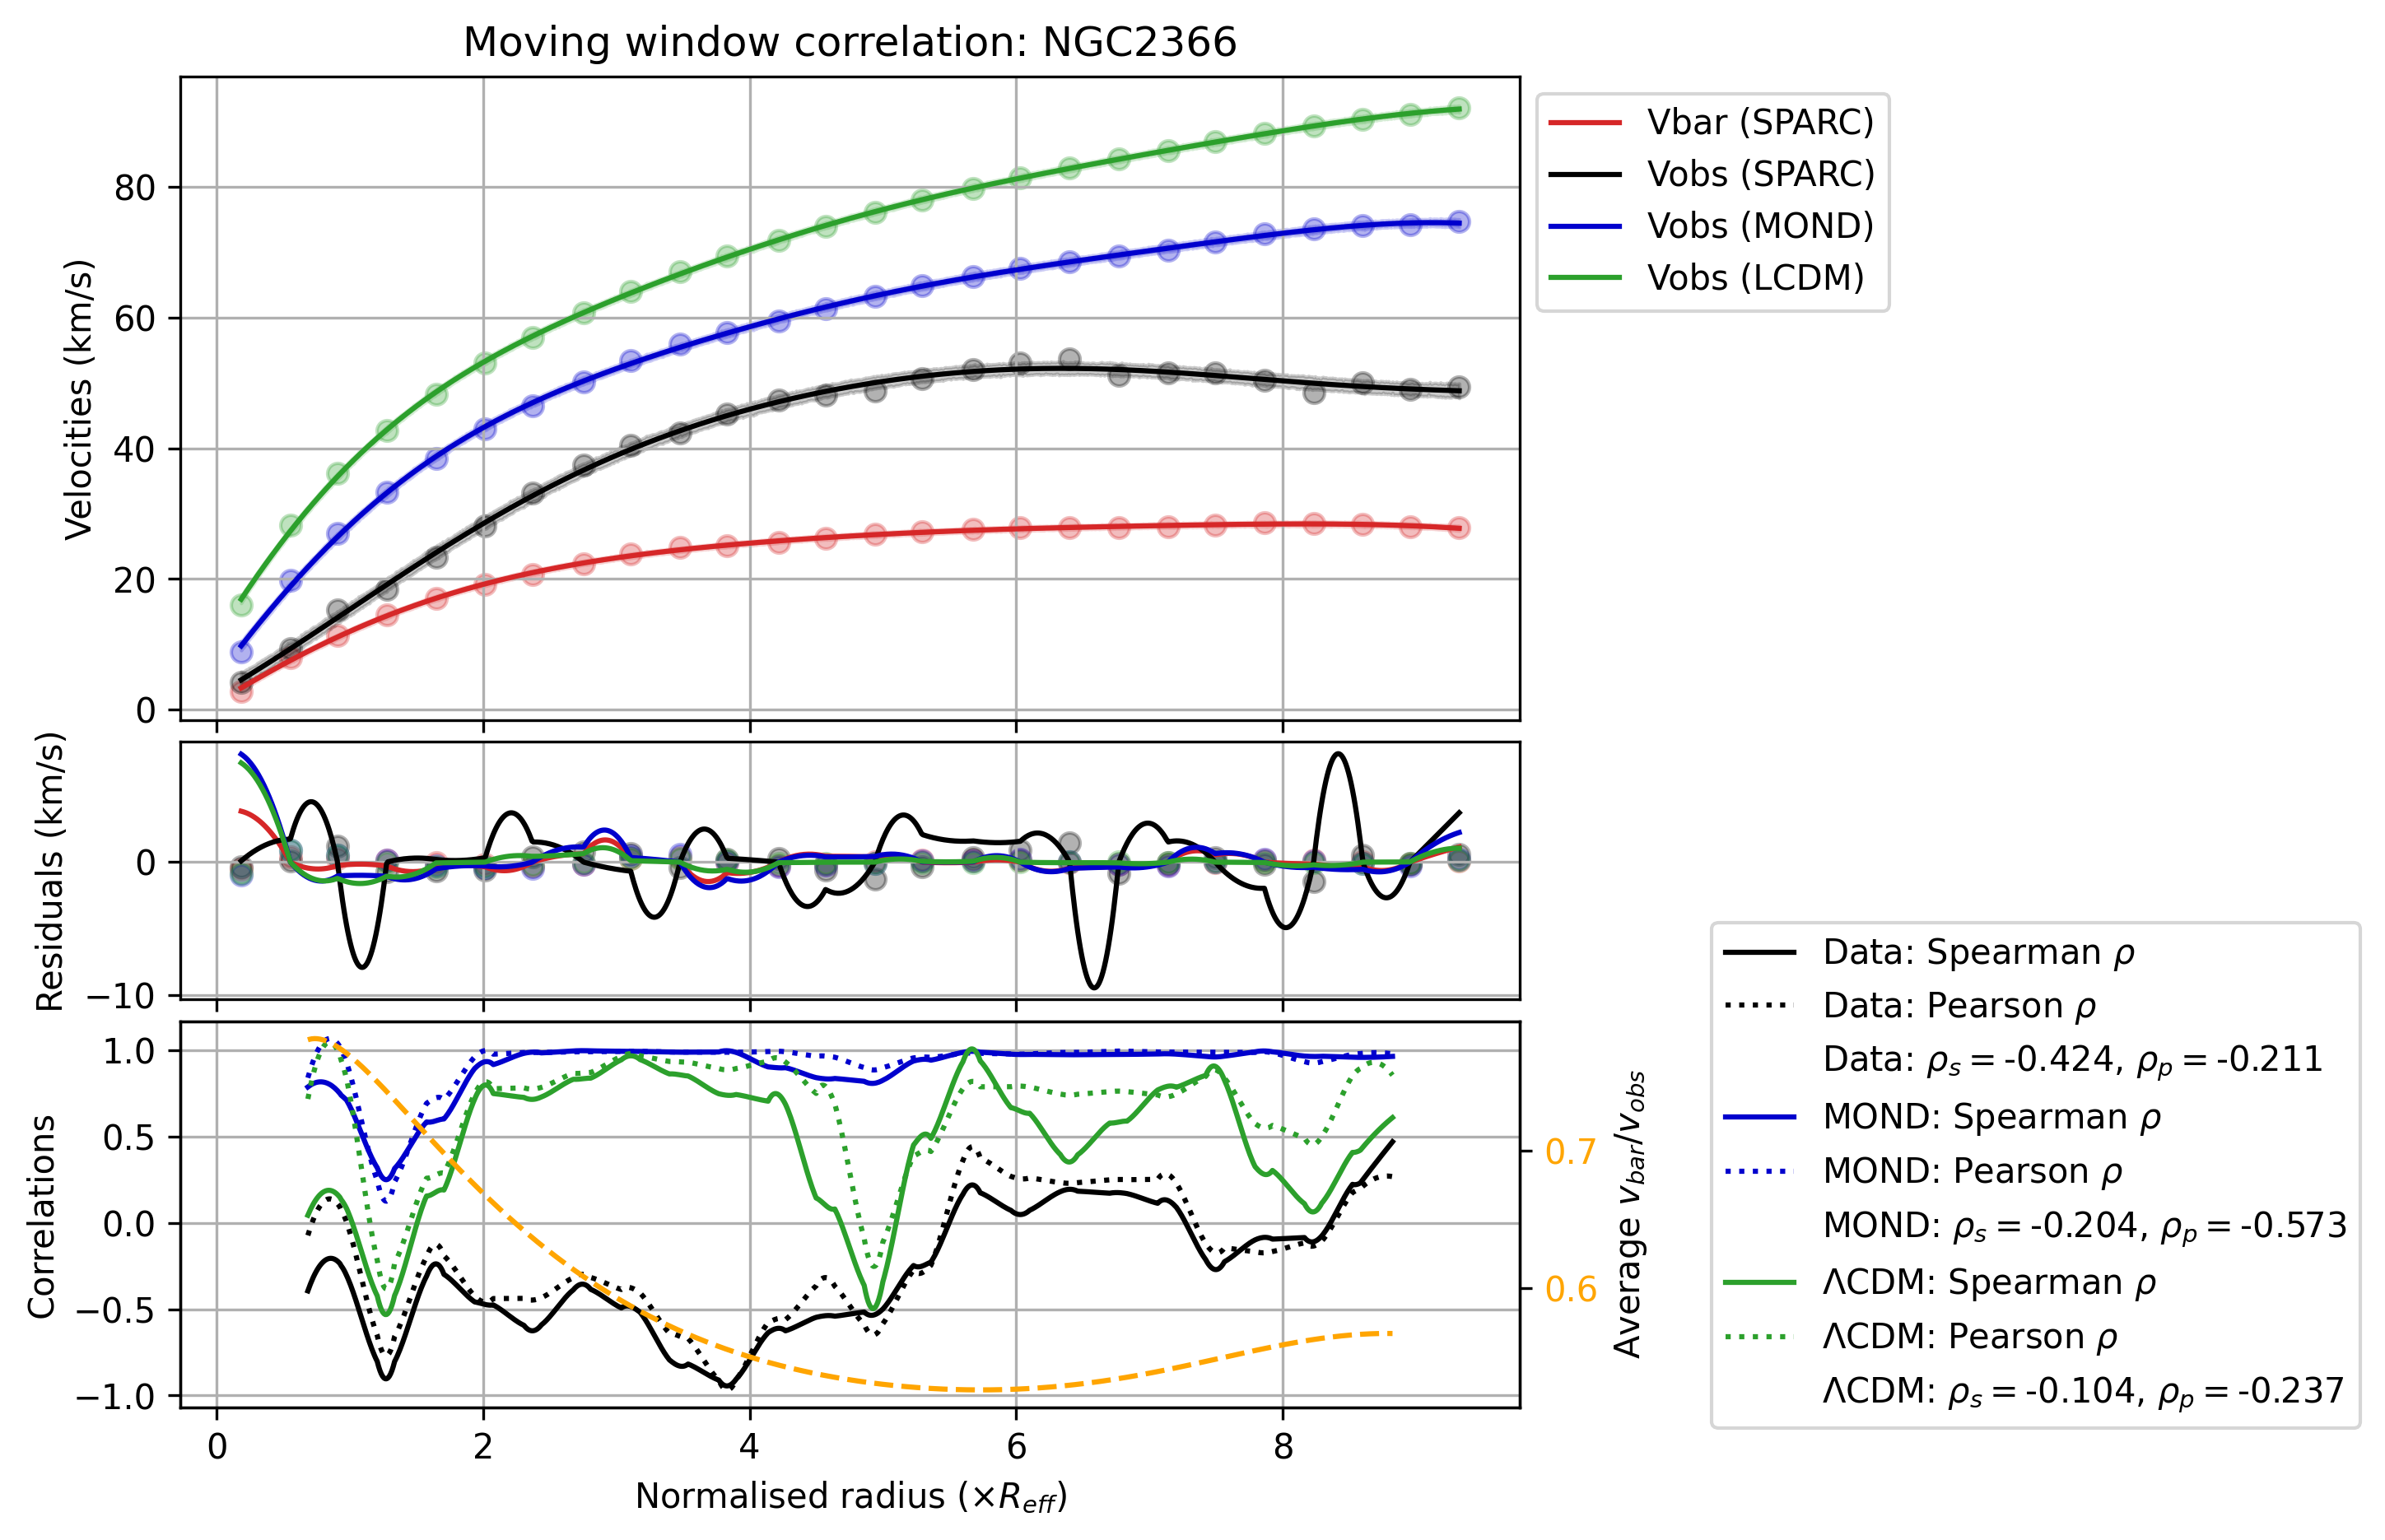 Moving window correlation: NGC2366
Velocities (km/s)
80
60
40
20
0
Vbar (SPARC)
Vobs (SPARC)
Vobs (MOND)
Vobs (LCDM)
Residuals (km/s)
0
−10
Correlations
1.0
0.5
0.0
−0.5
−1.0
0.7
0.6
Average v_bar/v_obs
0 2 4 6 8
Normalised radius (×R_eff)
Data: Spearman ρ
Data: Pearson ρ
Data: ρ_s = -0.424, ρ_p = -0.211
MOND: Spearman ρ
MOND: Pearson ρ
MOND: ρ_s = -0.204, ρ_p = -0.573
ΛCDM: Spearman ρ
ΛCDM: Pearson ρ
ΛCDM: ρ_s = -0.104, ρ_p = -0.237